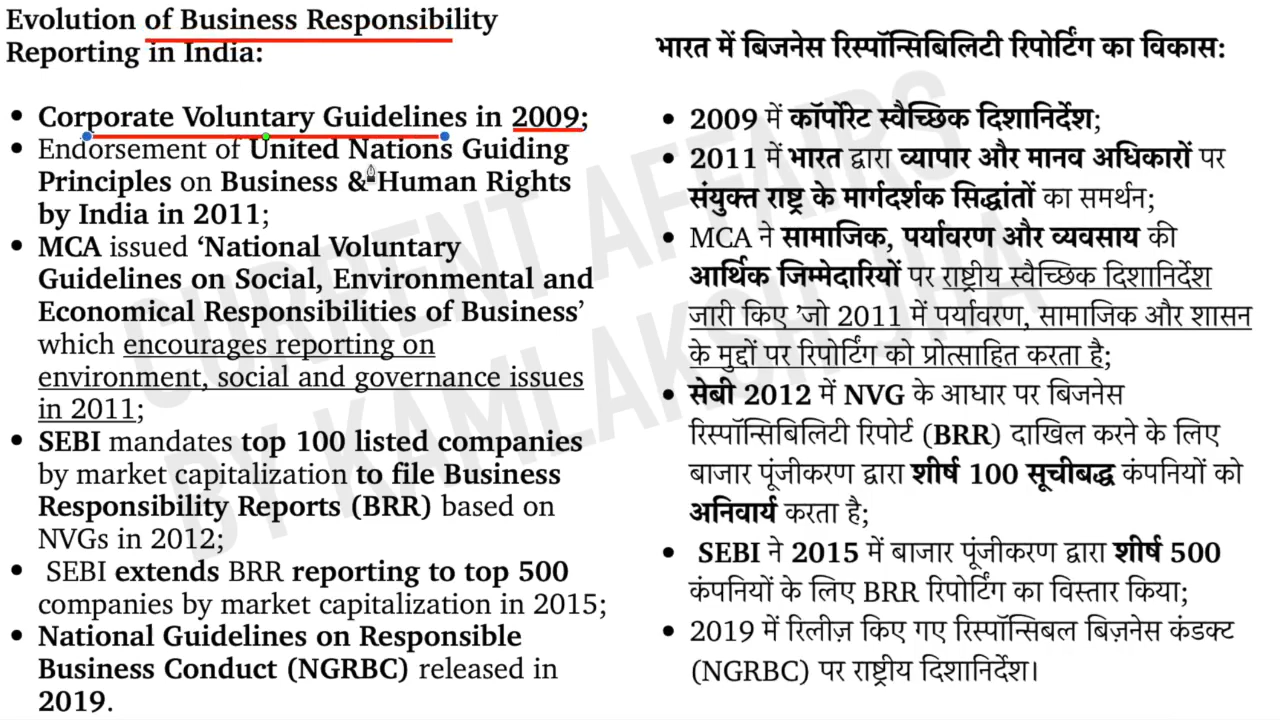 Evolution of Business Responsibility
Reporting in India:
• Corporate Voluntary Guidelines in 2009;
• Endorsement of United Nations Guiding
Principles on Business & Human Rights
by India in 2011;
• MCA issued ‘National Voluntary
Guidelines on Social, Environmental and
Economical Responsibilities of Business’
which encourages reporting on
environment, social and governance issues
in 2011;
• SEBI mandates top 100 listed companies
by market capitalization to file Business
Responsibility Reports (BRR) based on
NVGs in 2012;
• SEBI extends BRR reporting to top 500
companies by market capitalization in 2015;
• National Guidelines on Responsible
Business Conduct (NGRBC) released in
2019.
भारत में बिजनेस रिस्पॉन्सिबिलिटी रिपोर्टिंग का विकास:
• 2009 में कॉर्पोरेट स्वैच्छिक दिशानिर्देश;
• 2011 में भारत द्वारा व्यापार और मानव अधिकारों पर
संयुक्त राष्ट्र के मार्गदर्शक सिद्धांतों का समर्थन;
• MCA ने सामाजिक, पर्यावरण और व्यवसाय की
आर्थिक जिम्मेदारियों पर राष्ट्रीय स्वैच्छिक दिशानिर्देश
जारी किए ’जो 2011 में पर्यावरण, सामाजिक और शासन
के मुद्दों पर रिपोर्टिंग को प्रोत्साहित करता है;
• सेबी 2012 में NVG के आधार पर बिजनेस
रिस्पॉन्सिबिलिटी रिपोर्ट (BRR) दाखिल करने के लिए
बाजार पूंजीकरण द्वारा शीर्ष 100 सूचीबद्ध कंपनियों को
अनिवार्य करता है;
• SEBI ने 2015 में बाजार पूंजीकरण द्वारा शीर्ष 500
कंपनियों के लिए BRR रिपोर्टिंग का विस्तार किया;
• 2019 में रिलीज़ किए गए रिस्पॉन्सिबल बिज़नेस कंडक्ट
(NGRBC) पर राष्ट्रीय दिशानिर्देश।
CURRENT AFFAIRS
BY KAMLAKSH JHA